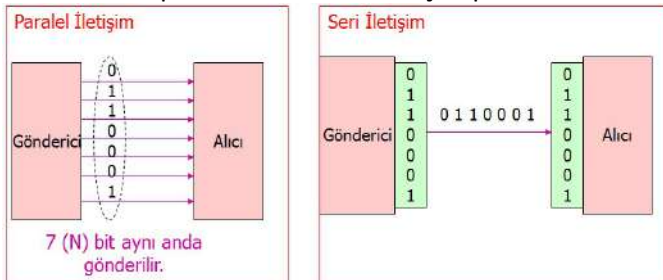 Paralel İletişim
Gönderici
0
1
1
0
0
0
1
Alıcı
7 (N) bit aynı anda
gönderilir.
Seri İletişim
Gönderici
0
1
1
0
0
0
1
0 1 1 0 0 0 1
0
1
1
0
0
0
1
Alıcı